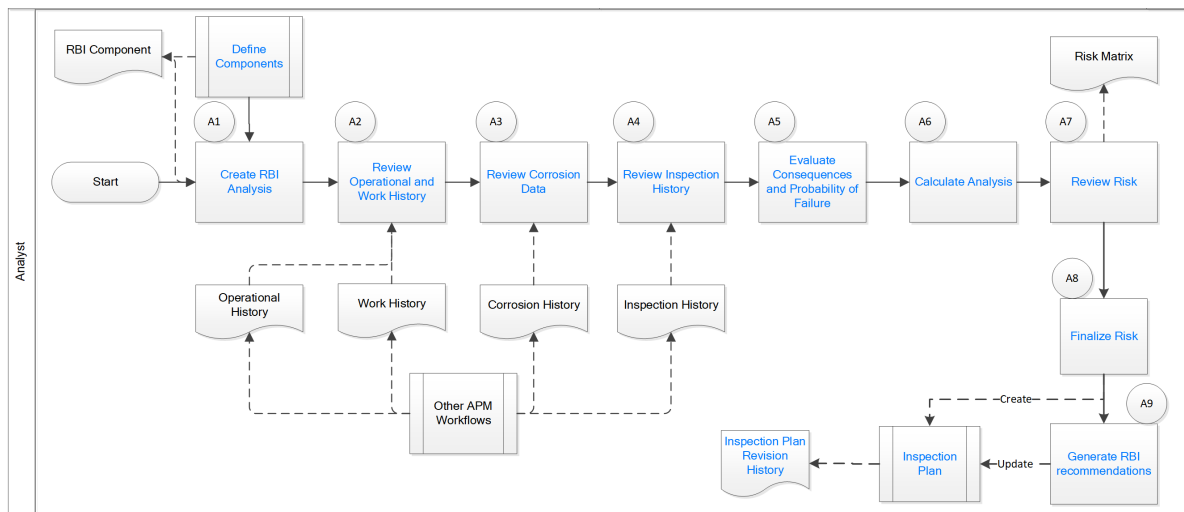 RBI Component
Define
Components
Risk Matrix
A1
A2
A3
A4
A5
A6
A7
Start
Create RBI
Analysis
Review
Operational and
Work History
Review Corrosion
Data
Review Inspection
History
Evaluate
Consequences
and Probability of
Failure
Calculate Analysis
Review Risk
Analyst
A8
Operational
History
Work History
Corrosion History
Inspection History
Finalize Risk
Other APM
Workflows
Create
A9
Inspection Plan
Revision
History
Inspection
Plan
Update
Generate RBI
recommendations